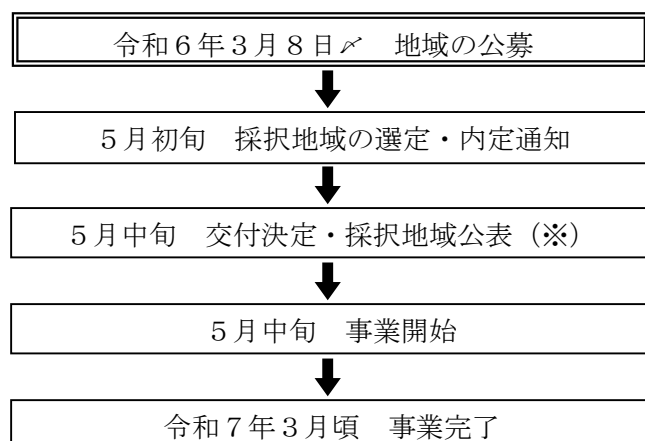 令和６年３月８日〆　地域の公募
５月初旬　採択地域の選定・内定通知
５月中旬　交付決定・採択地域公表（※）
５月中旬　事業開始
令和７年３月頃　事業完了